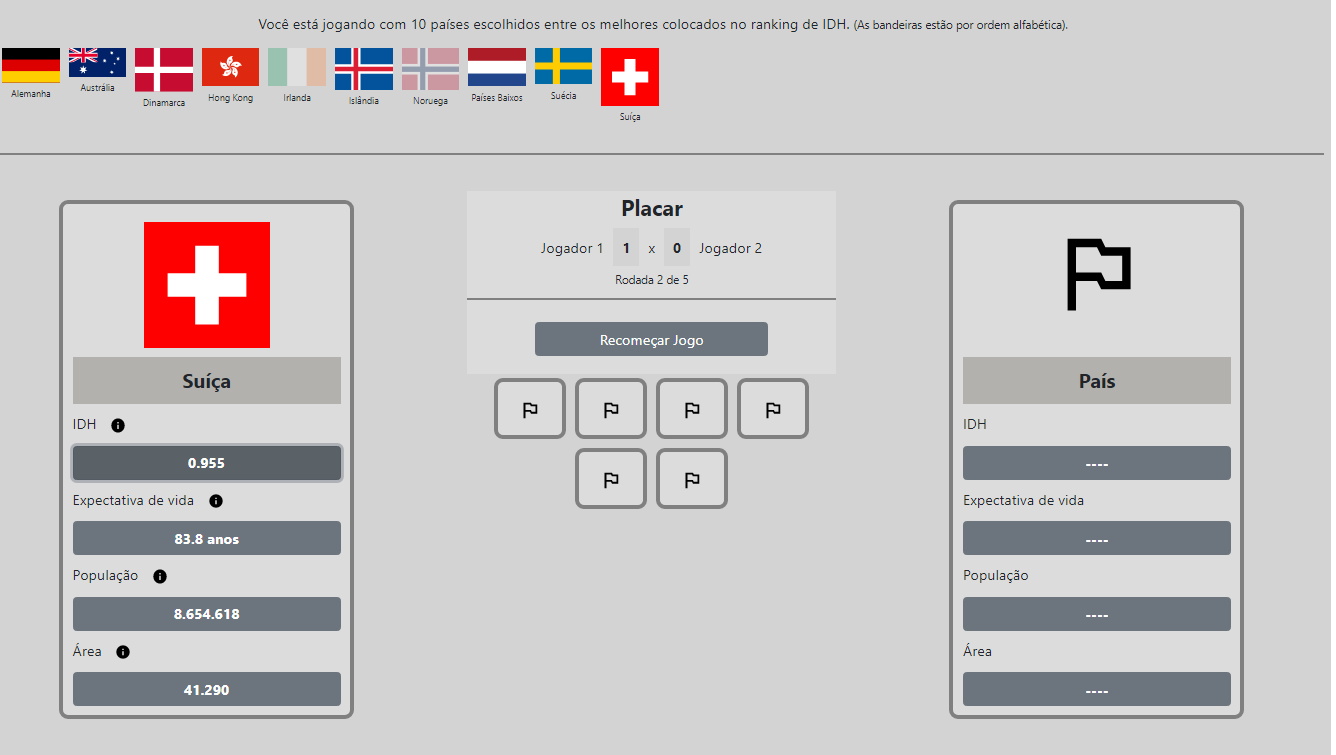 Você está jogando com 10 países escolhidos entre os melhores colocados no ranking de IDH. (As bandeiras estão por ordem alfabética).
Alemanha
Austrália
Dinamarca
Hong Kong
Irlanda
Islândia
Noruega
Países Baixos
Suécia
Suíça
Suíça
IDH
0.955
Expectativa de vida
83.8 anos
População
8.654.618
Área
41.290
Placar
Jogador 1 1 x 0 Jogador 2
Rodada 2 de 5
Recomeçar Jogo
País
IDH
----
Expectativa de vida
----
População
----
Área
----